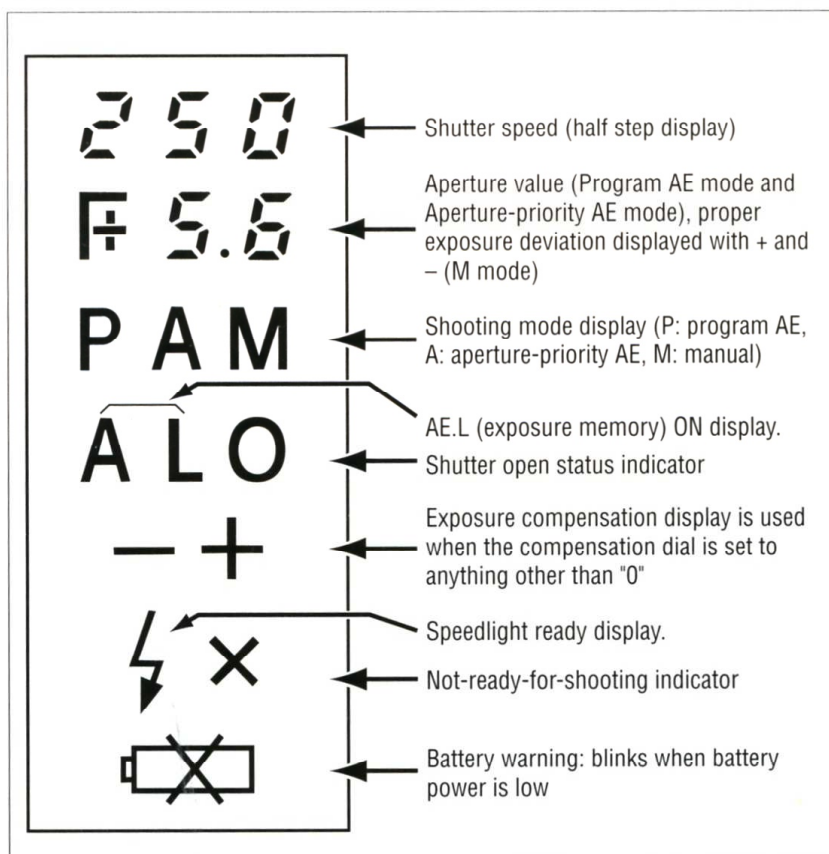 250
Shutter speed (half step display)
F± 5.6
Aperture value (Program AE mode and
Aperture-priority AE mode), proper
exposure deviation displayed with + and
– (M mode)
P A M
Shooting mode display (P: program AE,
A: aperture-priority AE, M: manual)
AE.L (exposure memory) ON display.
A L O
Shutter open status indicator
– +
Exposure compensation display is used
when the compensation dial is set to
anything other than "0"
Speedlight ready display.
×
Not-ready-for-shooting indicator
Battery warning: blinks when battery
power is low